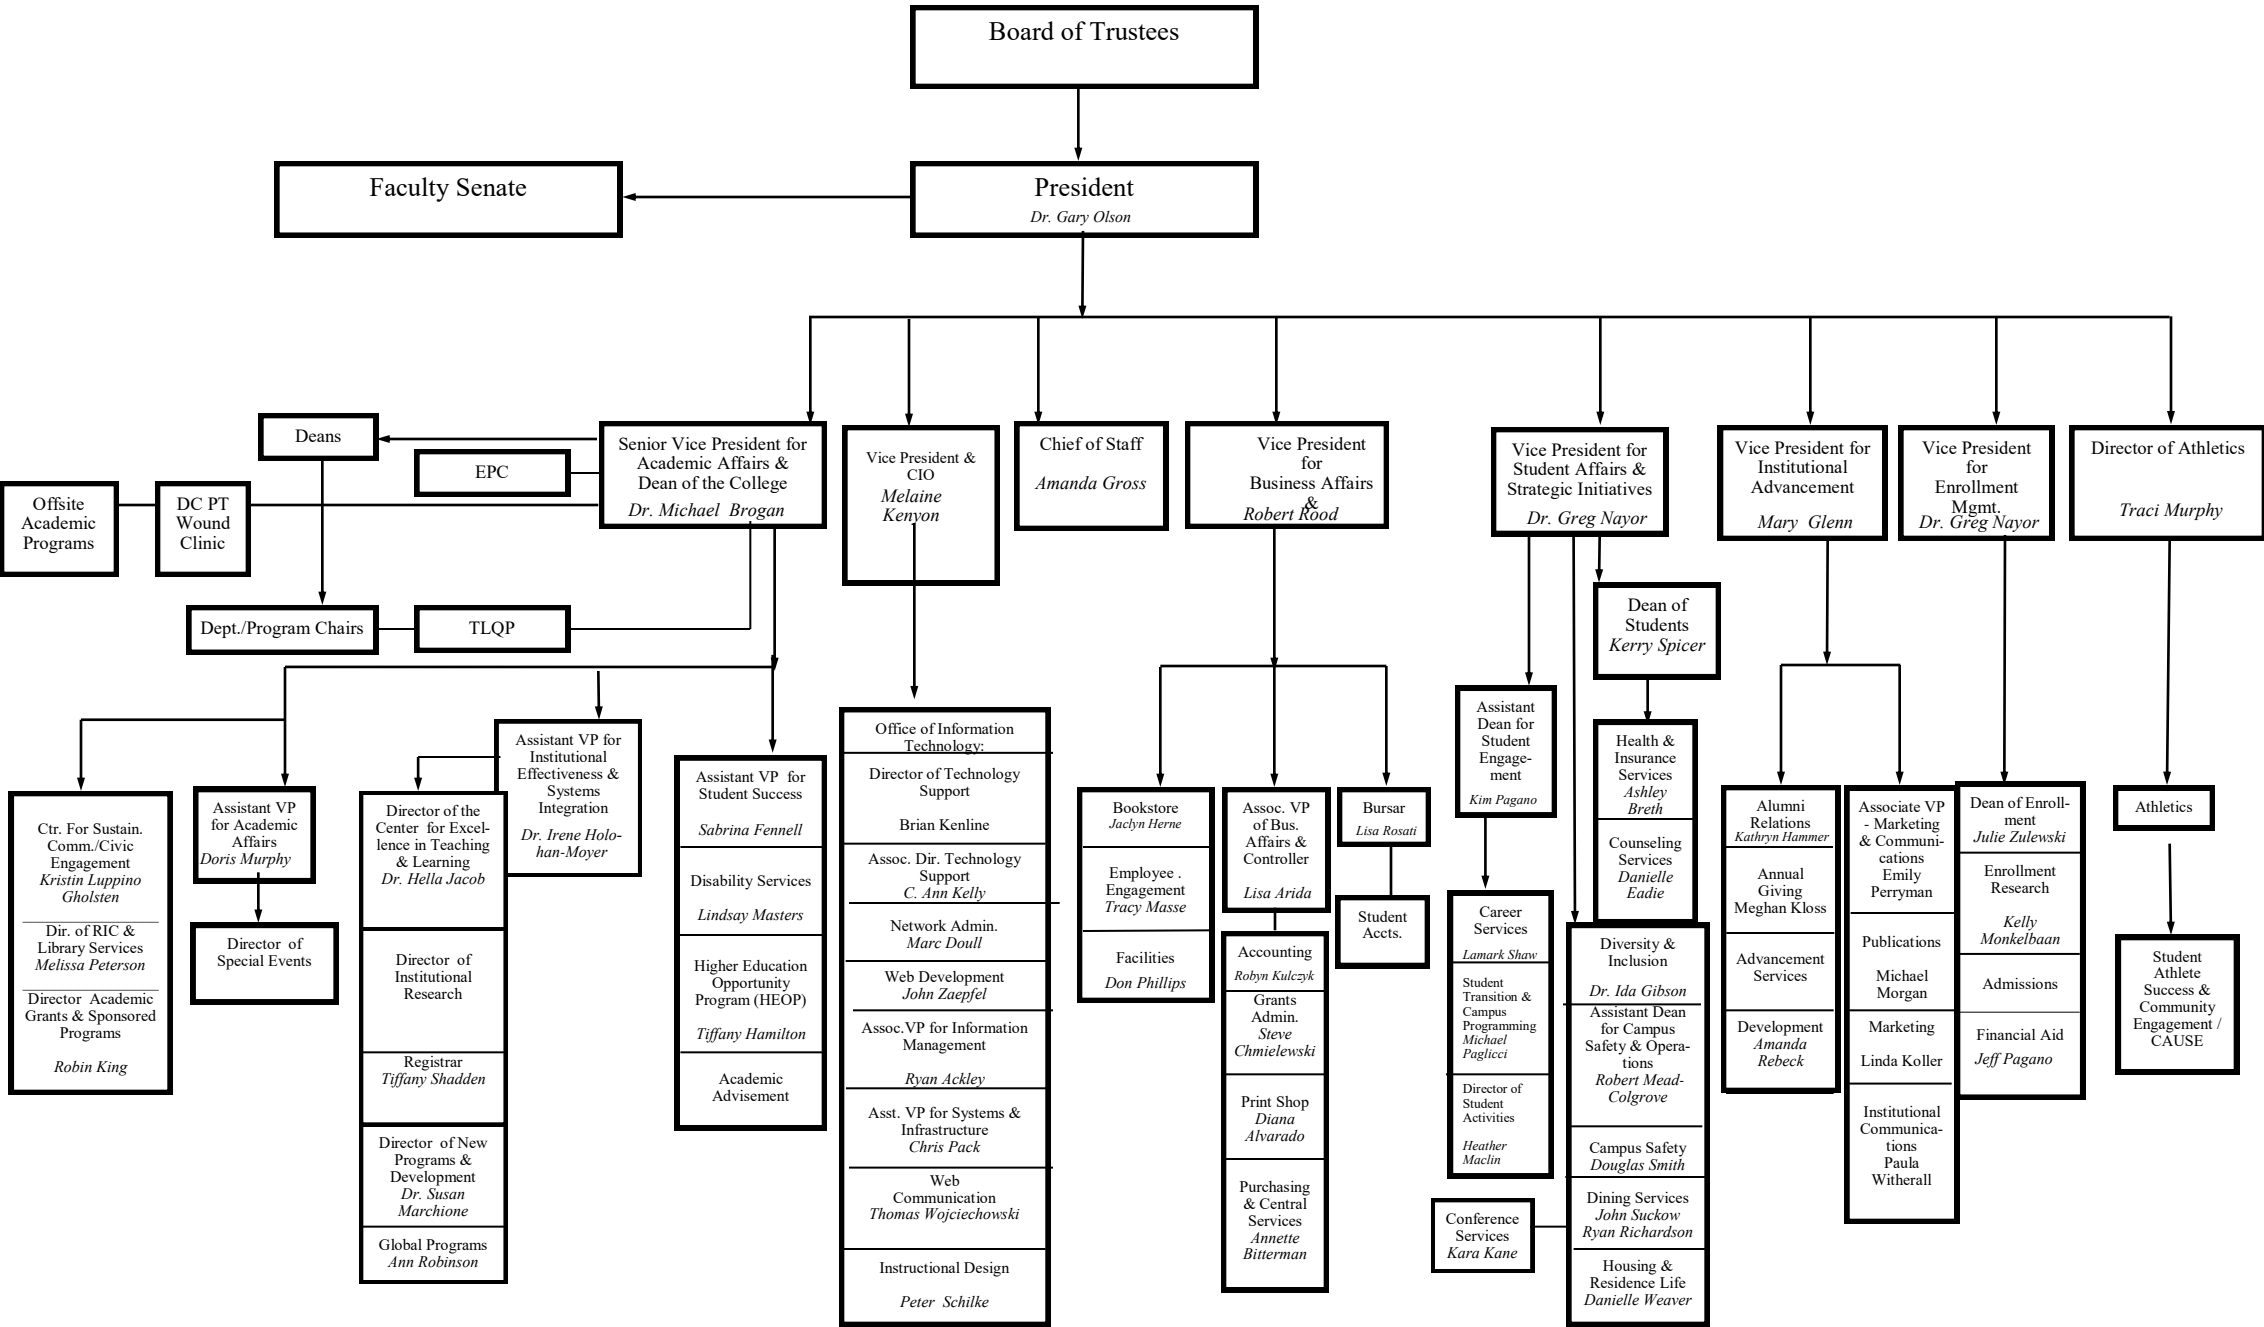 Board of Trustees
Faculty Senate
President
Dr. Gary Olson
Deans
EPC
Offsite
Academic
Programs
DC PT
Wound
Clinic
Senior Vice President for
Academic Affairs &
Dean of the College
Dr. Michael Brogan
Vice President &
CIO
Melaine
Kenyon
Chief of Staff
Amanda Gross
Vice President
for
Business Affairs
&
Robert Rood
Vice President for
Student Affairs &
Strategic Initiatives
Dr. Greg Nayor
Vice President for
Institutional
Advancement
Mary Glenn
Vice President
for
Enrollment
Mgmt.
Dr. Greg Nayor
Director of Athletics
Traci Murphy
Dept./Program Chairs
TLQP
Dean of
Students
Kerry Spicer
Ctr. For Sustain.
Comm./Civic
Engagement
Kristin Luppino
Gholsten
Dir. of RIC &
Library Services
Melissa Peterson
Director Academic
Grants & Sponsored
Programs
Robin King
Assistant VP
for Academic
Affairs
Doris Murphy
Director of
Special Events
Director of the
Center for Excel-
lence in Teaching
& Learning
Dr. Hella Jacob
Director of
Institutional
Research
Registrar
Tiffany Shadden
Director of New
Programs &
Development
Dr. Susan
Marchione
Global Programs
Ann Robinson
Assistant VP for
Institutional
Effectiveness &
Systems
Integration
Dr. Irene Holo-
han-Moyer
Assistant VP for
Student Success
Sabrina Fennell
Disability Services
Lindsay Masters
Higher Education
Opportunity
Program (HEOP)
Tiffany Hamilton
Academic
Advisement
Office of Information
Technology:
Director of Technology
Support
Brian Kenline
Assoc. Dir. Technology
Support
C. Ann Kelly
Network Admin.
Marc Doull
Web Development
John Zaepfel
Assoc.VP for Information
Management
Ryan Ackley
Asst. VP for Systems &
Infrastructure
Chris Pack
Web
Communication
Thomas Wojciechowski
Instructional Design
Peter Schilke
Bookstore
Jaclyn Herne
Employee .
Engagement
Tracy Masse
Facilities
Don Phillips
Assoc. VP
of Bus.
Affairs &
Controller
Lisa Arida
Accounting
Robyn Kulczyk
Grants
Admin.
Steve
Chmielewski
Print Shop
Diana
Alvarado
Purchasing
& Central
Services
Annette
Bitterman
Bursar
Lisa Rosati
Student
Accts.
Assistant
Dean for
Student
Engage-
ment
Kim Pagano
Career
Services
Lamark Shaw
Student
Transition &
Campus
Programming
Michael
Paglicci
Director of
Student
Activities
Heather
Maclin
Conference
Services
Kara Kane
Health &
Insurance
Services
Ashley
Breth
Counseling
Services
Danielle
Eadie
Diversity &
Inclusion
Dr. Ida Gibson
Assistant Dean
for Campus
Safety & Opera-
tions
Robert Mead-
Colgrove
Campus Safety
Douglas Smith
Dining Services
John Suckow
Ryan Richardson
Housing &
Residence Life
Danielle Weaver
Alumni
Relations
Kathryn Hammer
Annual
Giving
Meghan Kloss
Advancement
Services
Development
Amanda
Rebeck
Associate VP
- Marketing
& Communi-
cations
Emily
Perryman
Publications
Michael
Morgan
Marketing
Linda Koller
Institutional
Communica-
tions
Paula
Witherall
Dean of Enroll-
ment
Julie Zulewski
Enrollment
Research
Kelly
Monkelbaan
Admissions
Financial Aid
Jeff Pagano
Athletics
Student
Athlete
Success &
Community
Engagement /
CAUSE